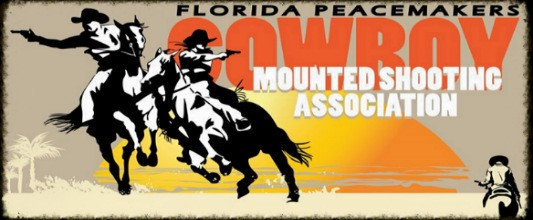 FLORIDA PEACEMAKERS
COWBOY
MOUNTED SHOOTING
ASSOCIATION